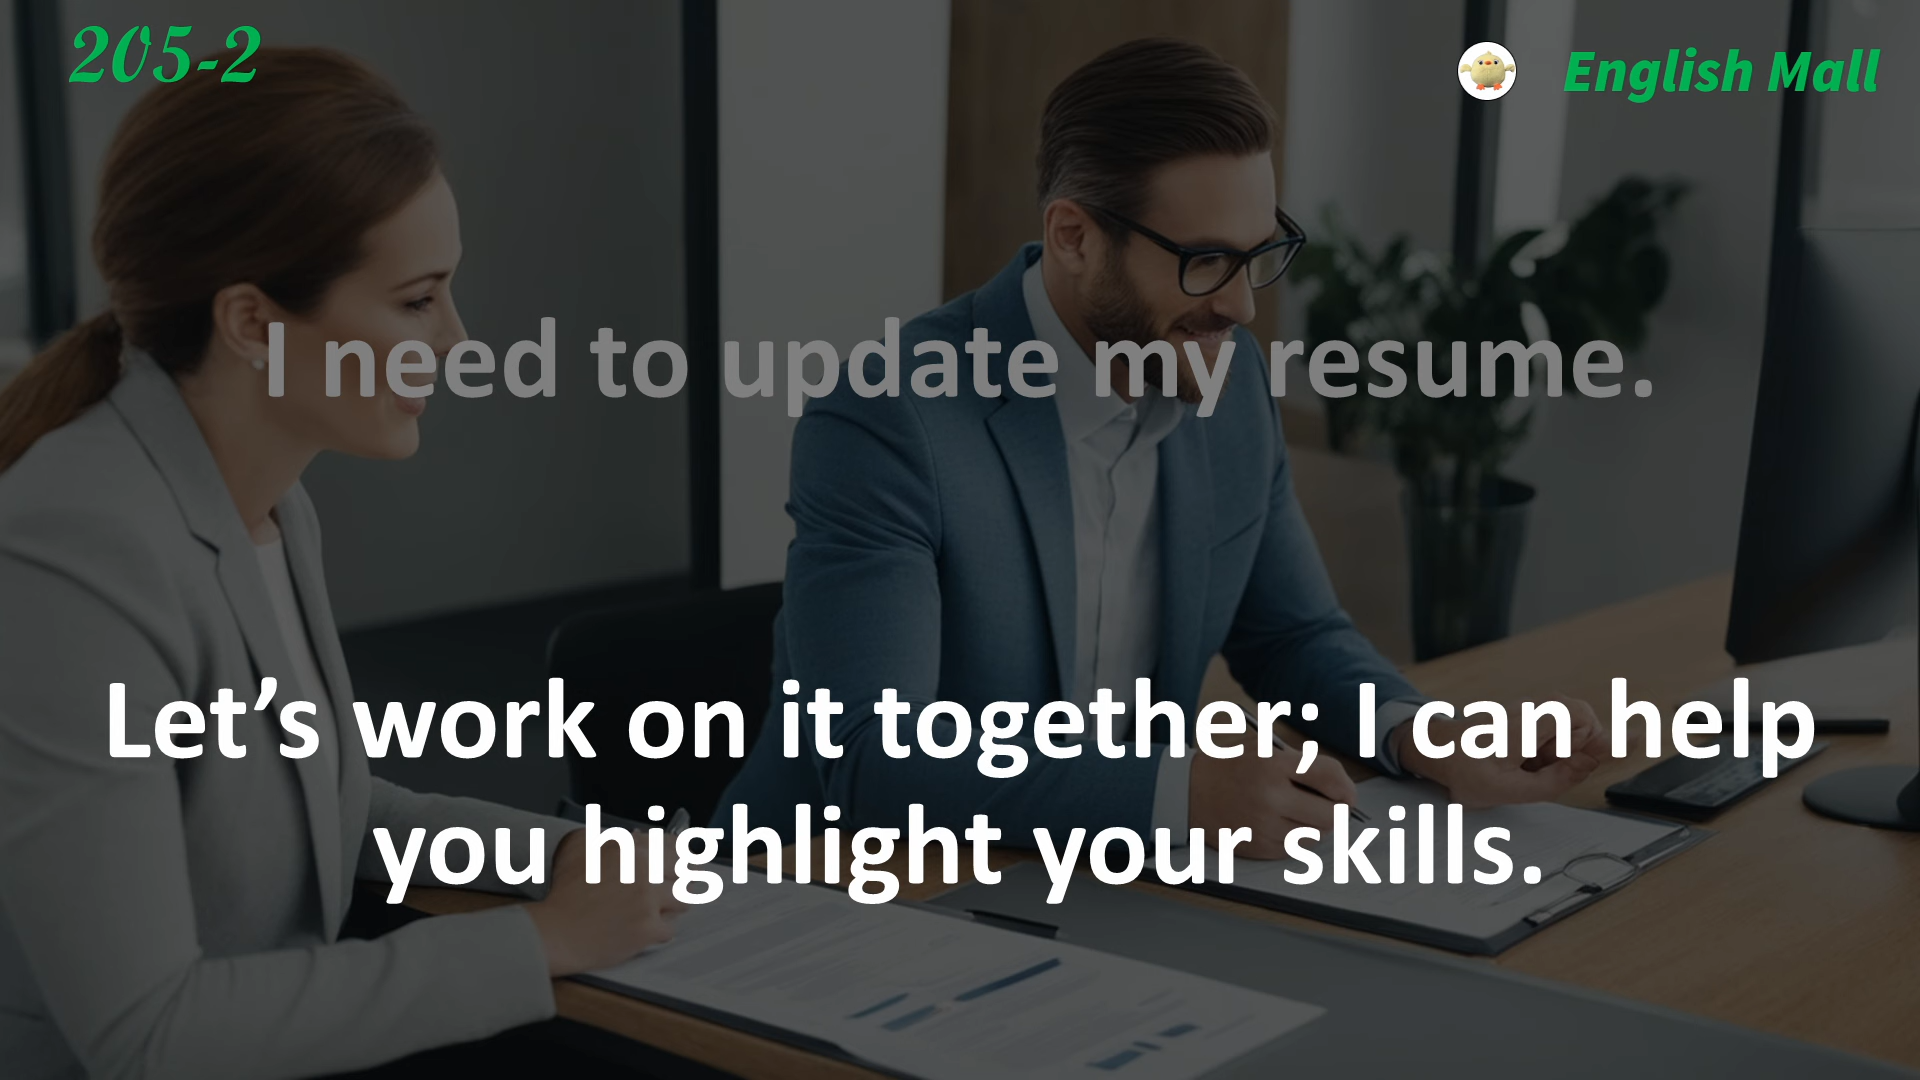 205-2
English Mall
I need to update my resume.
Let’s work on it together; I can help
you highlight your skills.